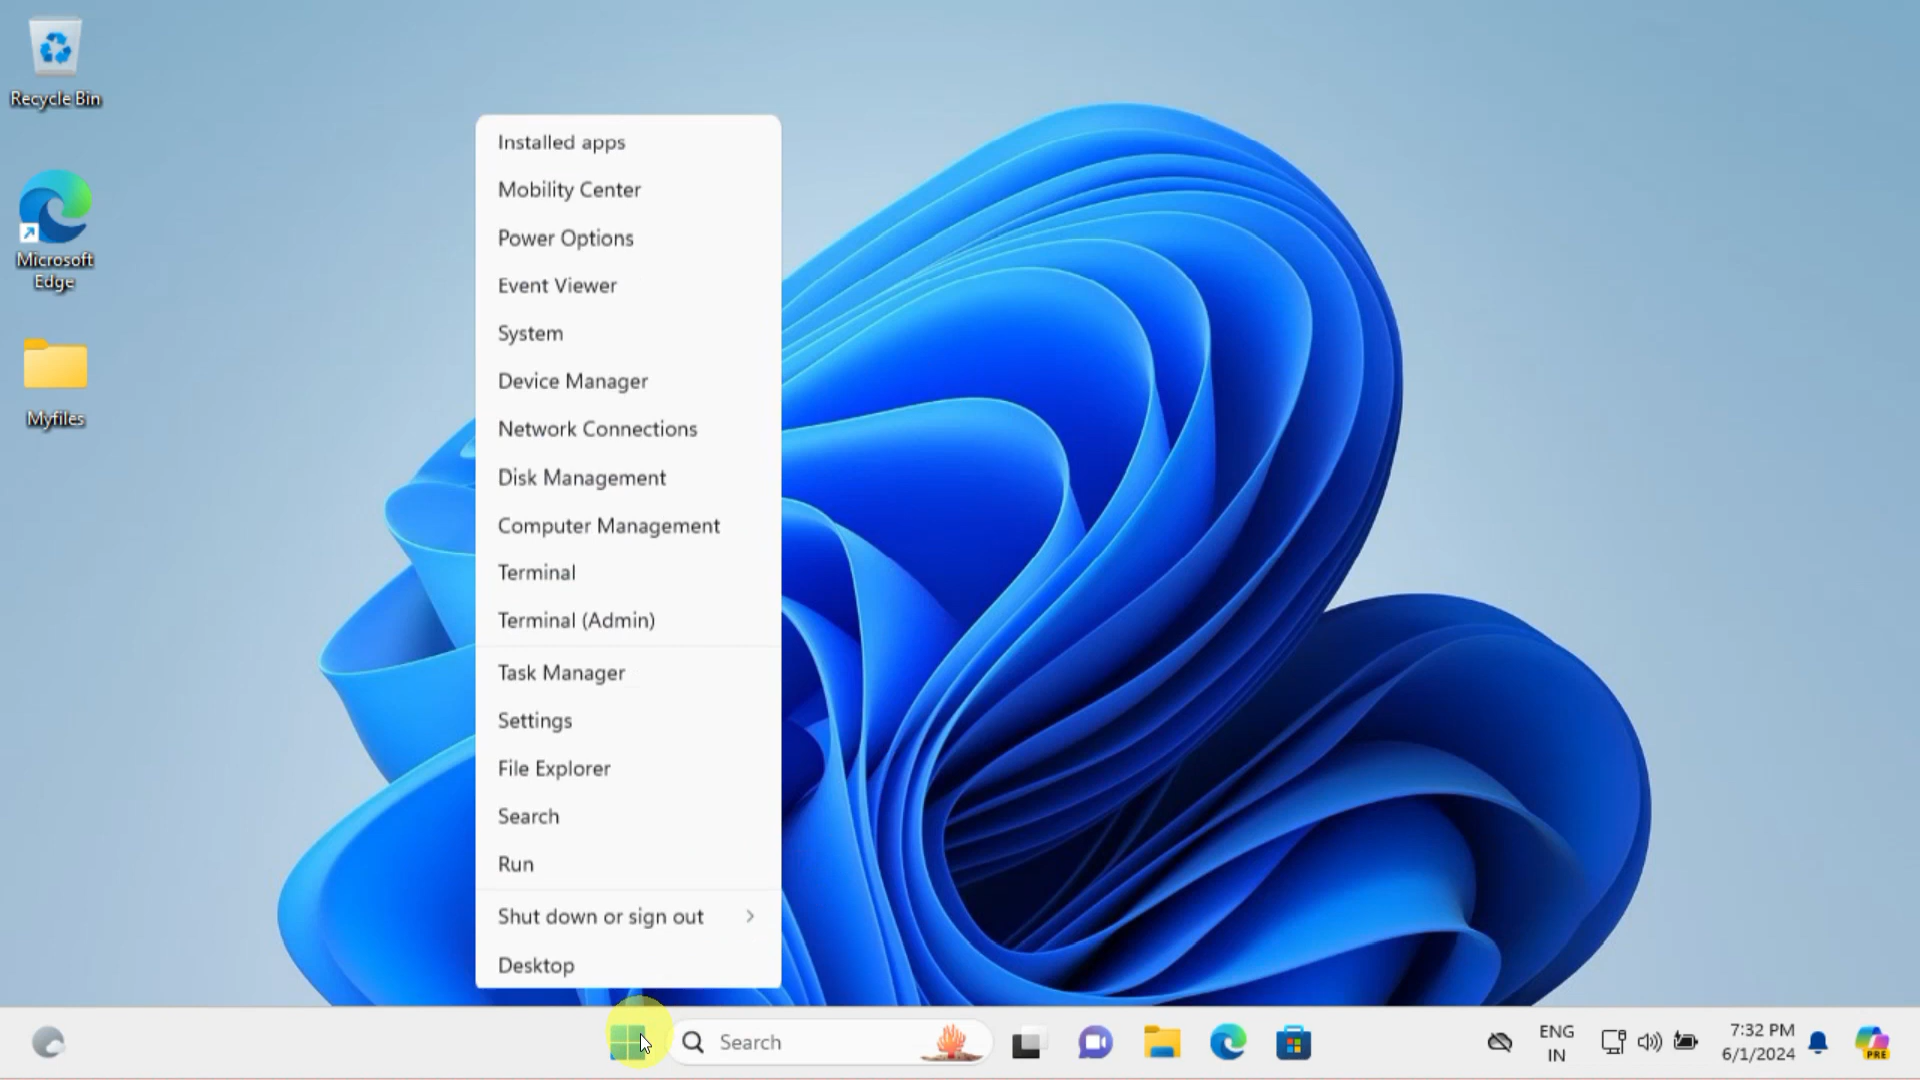 Recycle Bin
Microsoft
Edge
Myfiles
Installed apps
Mobility Center
Power Options
Event Viewer
System
Device Manager
Network Connections
Disk Management
Computer Management
Terminal
Terminal (Admin)
Task Manager
Settings
File Explorer
Search
Run
Shut down or sign out
Desktop
Search
ENG
IN
7:32 PM
6/1/2024
PRE